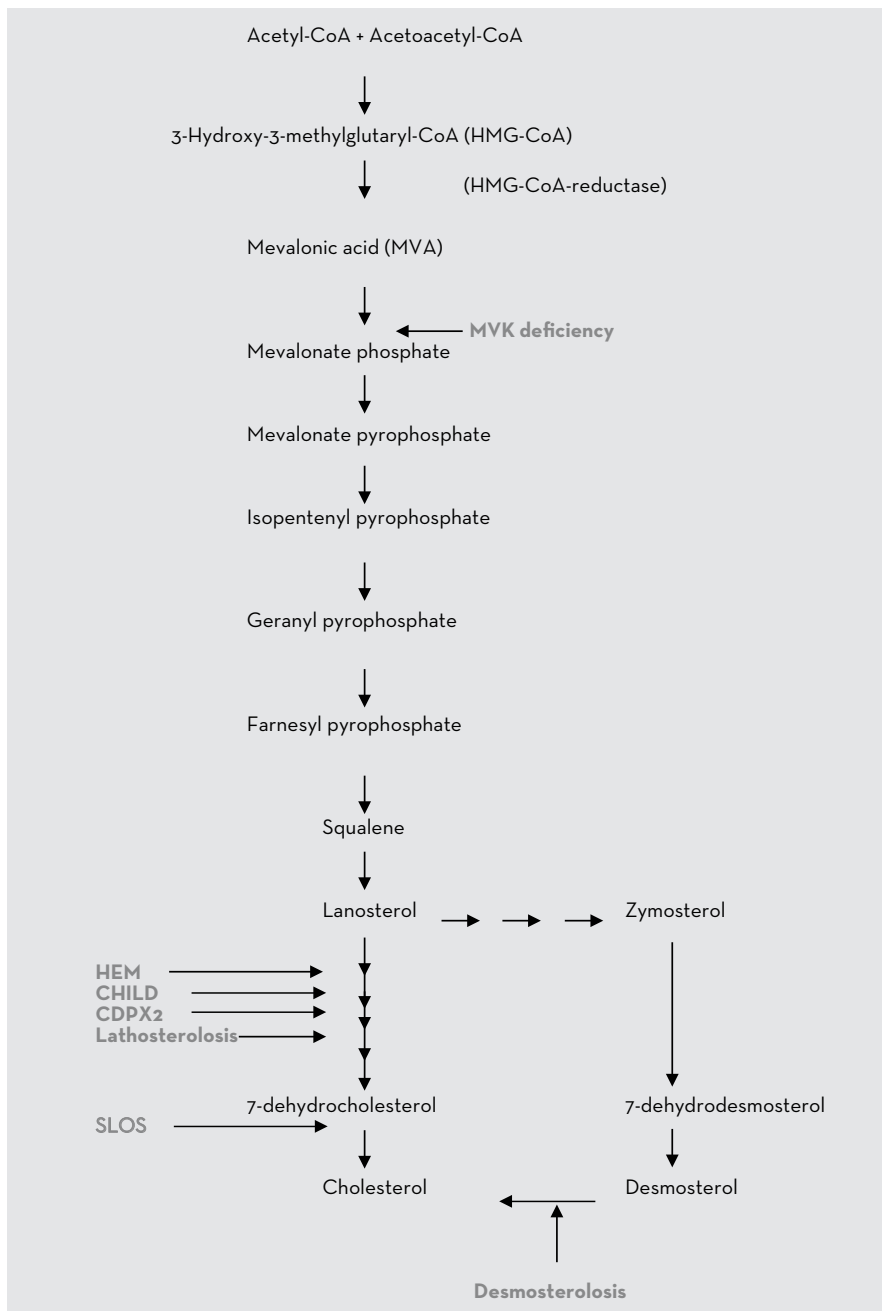 Acetyl-CoA + Acetoacetyl-CoA
3-Hydroxy-3-methylglutaryl-CoA (HMG-CoA)
(HMG-CoA-reductase)
Mevalonic acid (MVA)
MVK deficiency
Mevalonate phosphate
Mevalonate pyrophosphate
Isopentenyl pyrophosphate
Geranyl pyrophosphate
Farnesyl pyrophosphate
Squalene
Lanosterol
Zymosterol
HEM
CHILD
CDPX2
Lathosterolosis
7-dehydrocholesterol
7-dehydrodesmosterol
SLOS
Cholesterol
Desmosterol
Desmosterolosis